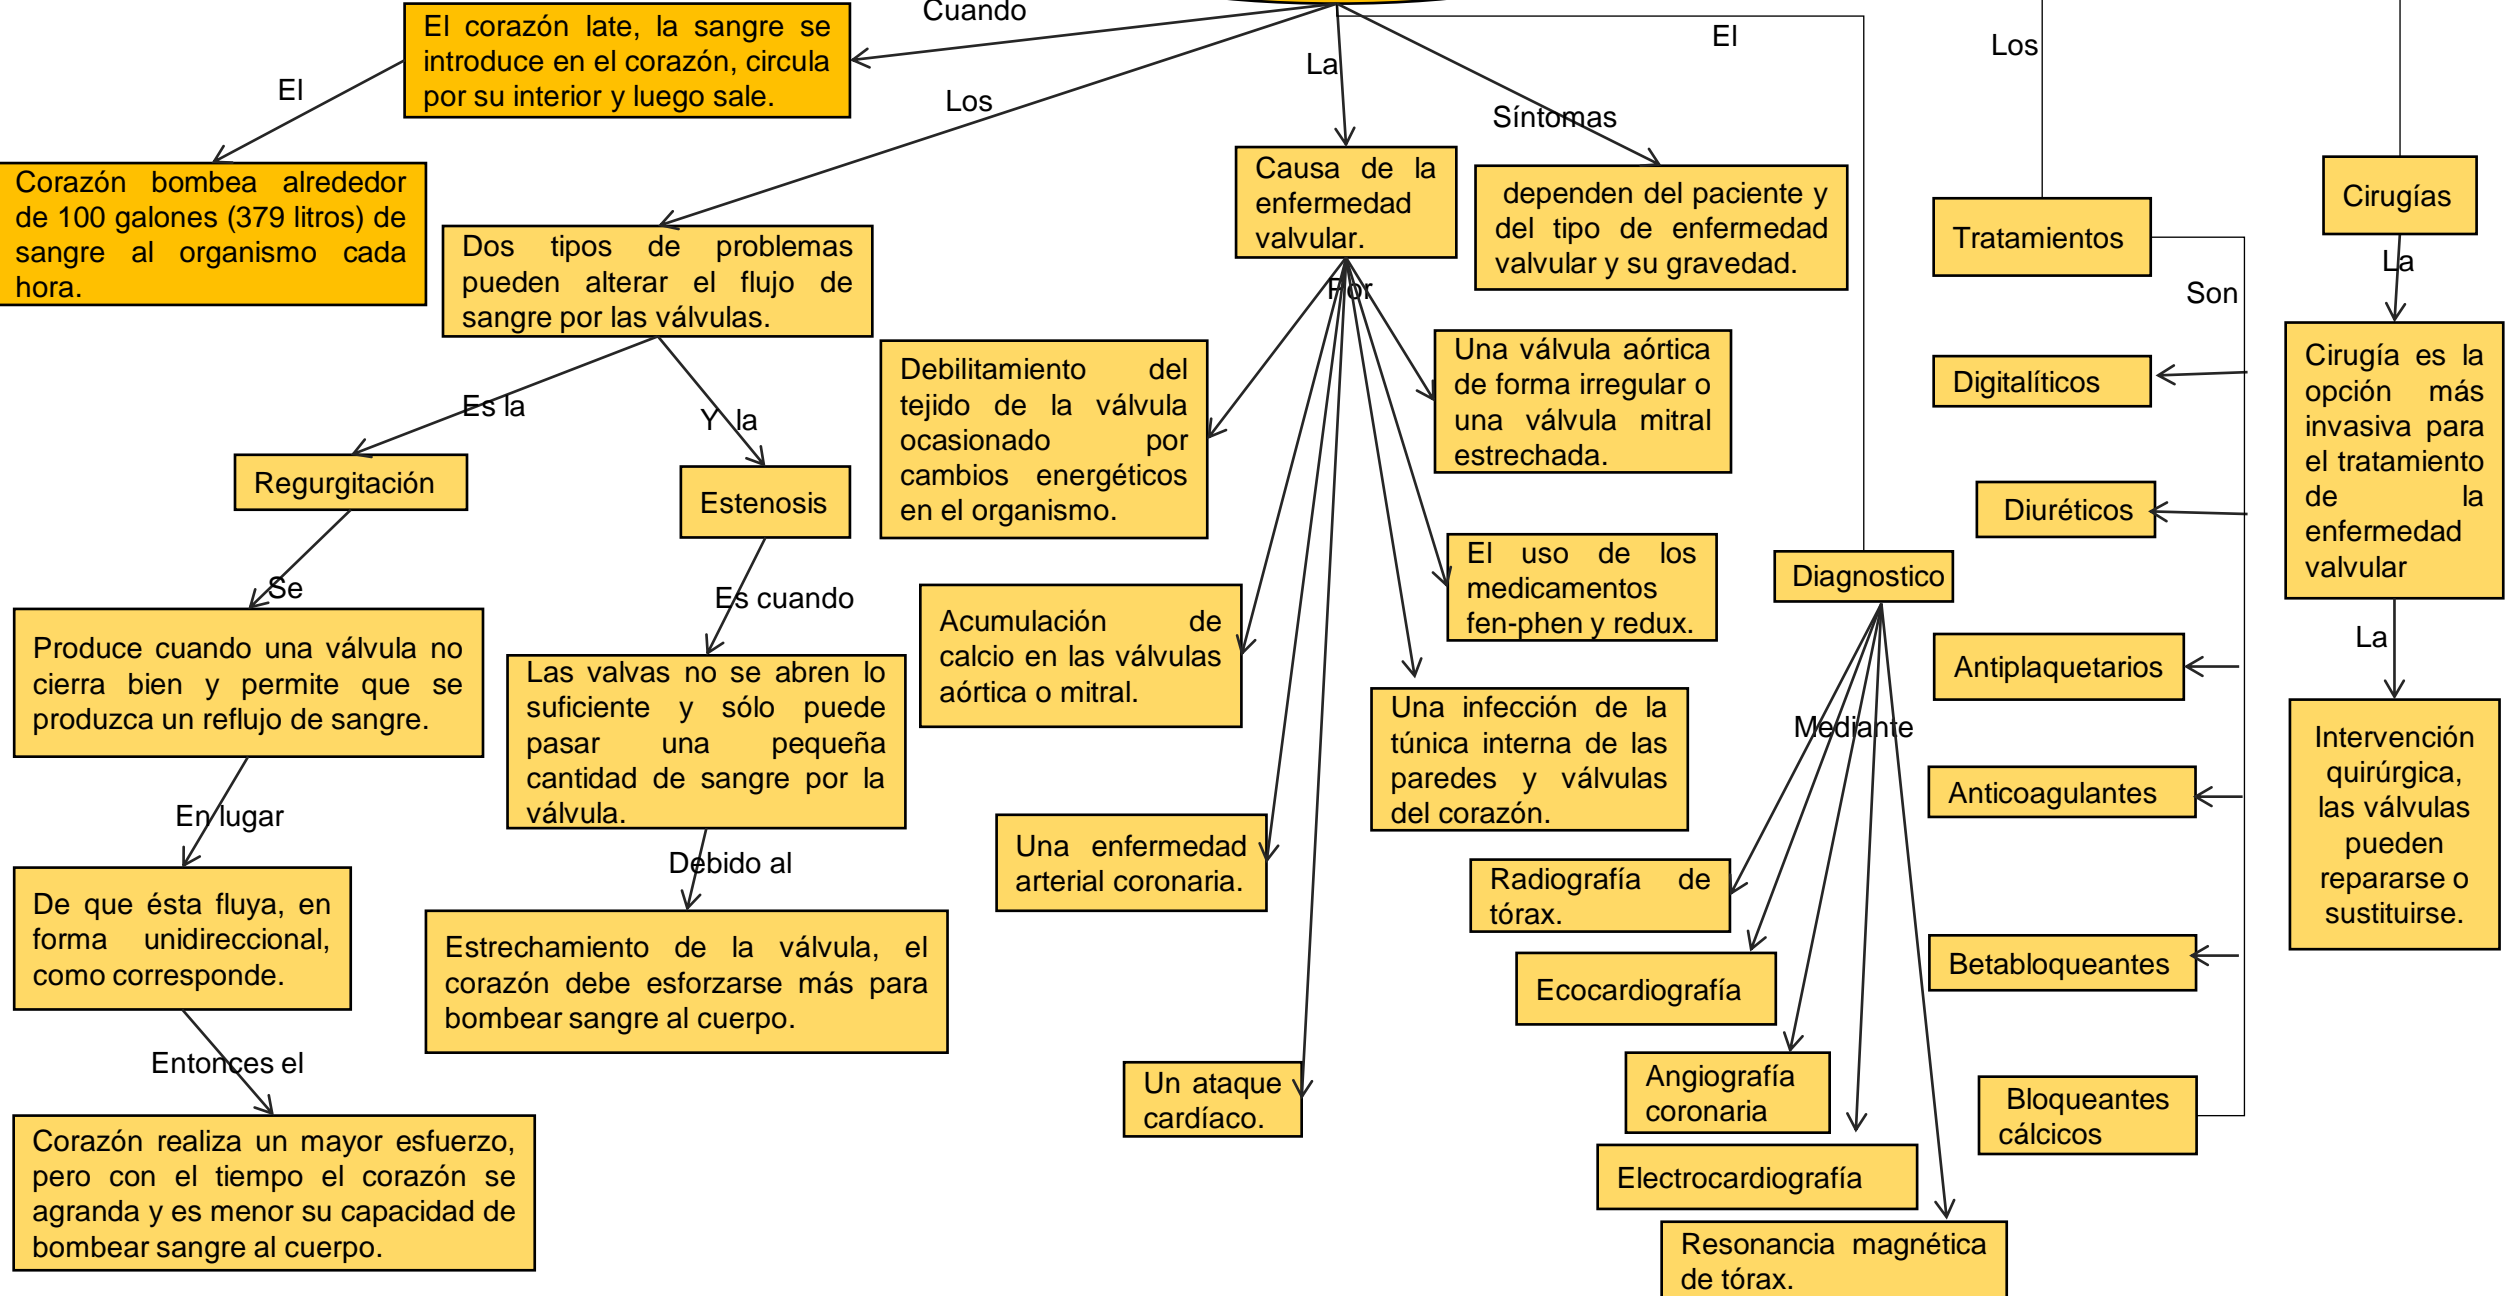 Cuando
El corazón late, la sangre se
introduce en el corazón, circula
por su interior y luego sale.
El
Corazón bombea alrededor
de 100 galones (379 litros) de
sangre al organismo cada
hora.
Los
Dos tipos de problemas
pueden alterar el flujo de
sangre por las válvulas.
Es la
Regurgitación
Se
Produce cuando una válvula no
cierra bien y permite que se
produzca un reflujo de sangre.
En lugar
De que ésta fluya, en
forma unidireccional,
como corresponde.
Entonces el
Corazón realiza un mayor esfuerzo,
pero con el tiempo el corazón se
agranda y es menor su capacidad de
bombear sangre al cuerpo.
Y la
Estenosis
Es cuando
Las valvas no se abren lo
suficiente y sólo puede
pasar una pequeña
cantidad de sangre por la
válvula.
Debido al
Estrechamiento de la válvula, el
corazón debe esforzarse más para
bombear sangre al cuerpo.
La
Causa de la
enfermedad
valvular.
Por
Debilitamiento del
tejido de la válvula
ocasionado por
cambios energéticos
en el organismo.
Acumulación de
calcio en las válvulas
aórtica o mitral.
Una enfermedad
arterial coronaria.
Un ataque
cardíaco.
Una infección de la
túnica interna de las
paredes y válvulas
del corazón.
El uso de los
medicamentos
fen-phen y redux.
Una válvula aórtica
de forma irregular o
una válvula mitral
estrechada.
Síntomas
dependen del paciente y
del tipo de enfermedad
valvular y su gravedad.
El
Diagnostico
Mediante
Radiografía de
tórax.
Ecocardiografía
Angiografía
coronaria
Electrocardiografía
Resonancia magnética
de tórax.
Los
Tratamientos
Son
Digitalíticos
Diuréticos
Antiplaquetarios
Anticoagulantes
Betabloqueantes
Bloqueantes
cálcicos
Cirugías
La
Cirugía es la
opción más
invasiva para
el tratamiento
de la
enfermedad
valvular
La
Intervención
quirúrgica,
las válvulas
pueden
repararse o
sustituirse.